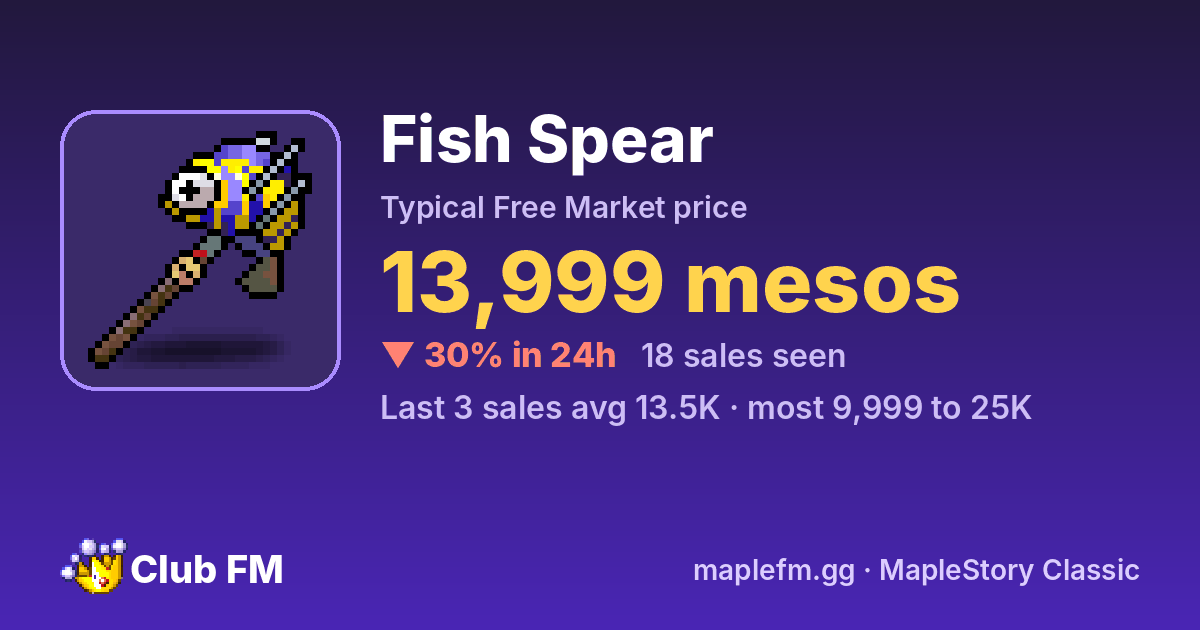 Fish Spear
Typical Free Market price
13,999 mesos
▼ 30% in 24h 18 sales seen
Last 3 sales avg 13.5K · most 9,999 to 25K
Club FM
maplefm.gg · MapleStory Classic